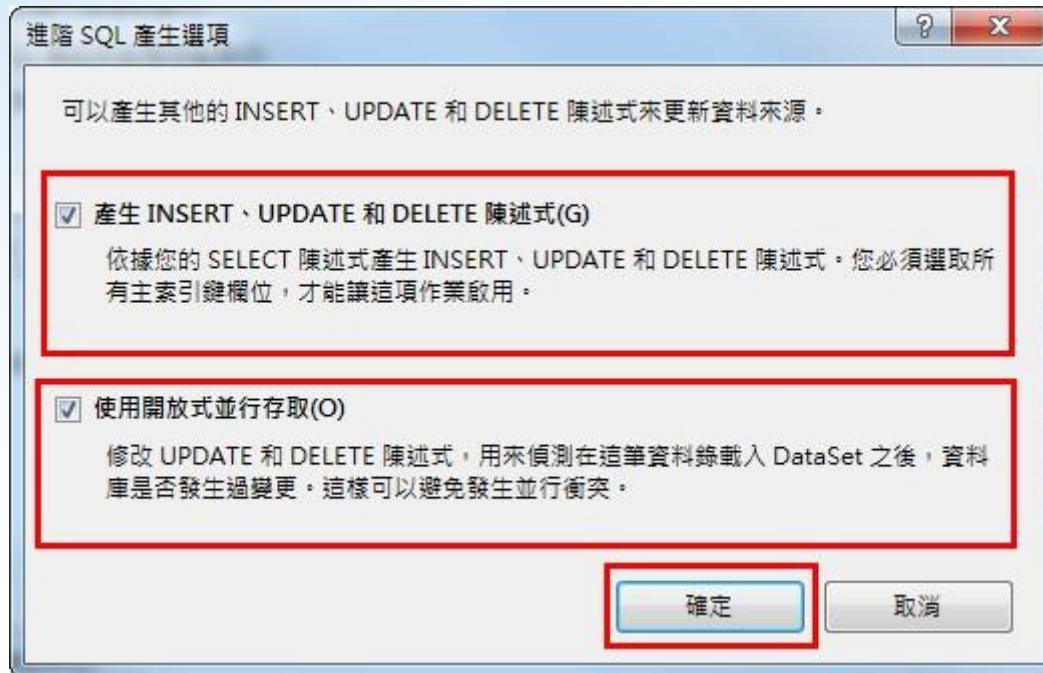 進階 SQL 產生選項
可以產生其他的 INSERT、UPDATE 和 DELETE 陳述式來更新資料來源。
產生 INSERT、UPDATE 和 DELETE 陳述式(G)
依據您的 SELECT 陳述式產生 INSERT、UPDATE 和 DELETE 陳述式。您必須選取所
有主索引鍵欄位，才能讓這項作業啟用。
使用開放式並行存取(O)
修改 UPDATE 和 DELETE 陳述式，用來偵測在這筆資料錄載入 DataSet 之後，資料
庫是否發生過變更。這樣可以避免發生並行衝突。
確定
取消